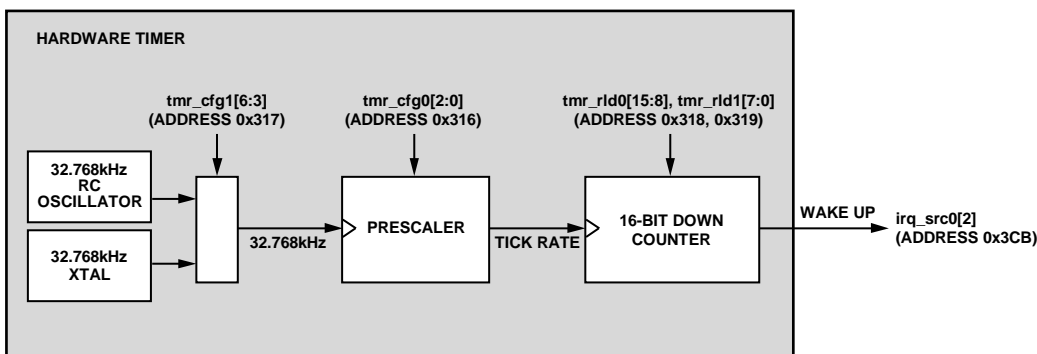 HARDWARE TIMER
tmr_cfg1[6:3]
(ADDRESS 0x317)
tmr_cfg0[2:0]
(ADDRESS 0x316)
tmr_rld0[15:8], tmr_rld1[7:0]
(ADDRESS 0x318, 0x319)
32.768kHz
RC
OSCILLATOR
32.768kHz
XTAL
32.768kHz
PRESCALER
TICK RATE
16-BIT DOWN
COUNTER
WAKE UP
irq_src0[2]
(ADDRESS 0x3CB)